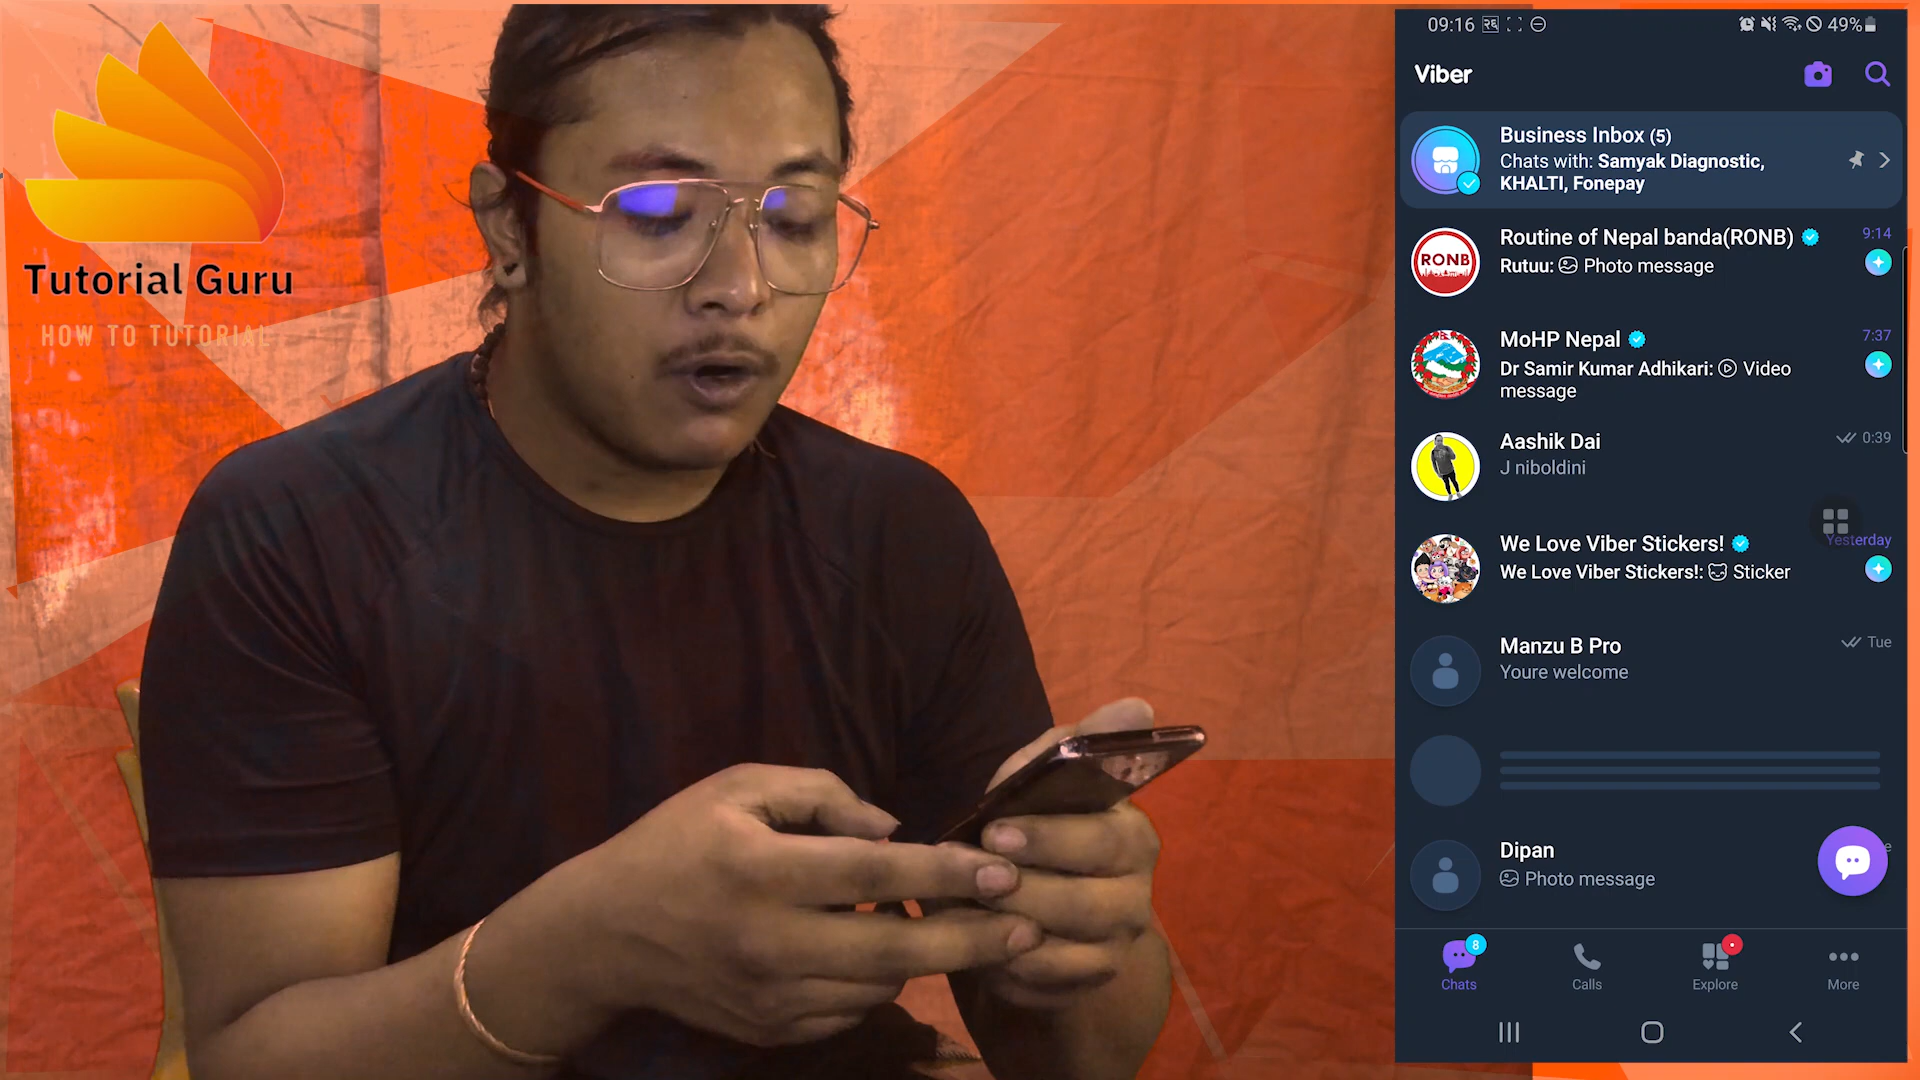 Tutorial Guru
HOW TO TUTORIAL
09:16 २६ 49%
Viber
Business Inbox (5)
Chats with: Samyak Diagnostic,
KHALTI, Fonepay
Routine of Nepal banda(RONB) 9:14
RONB
Rutuu: Photo message
MoHP Nepal 7:37
Dr Samir Kumar Adhikari: Video
message
Aashik Dai 0:39
J niboldini
We Love Viber Stickers! Yesterday
We Love Viber Stickers!: Sticker
Manzu B Pro Tue
Youre welcome
Dipan
Photo message
8
Chats
Calls
Explore
More